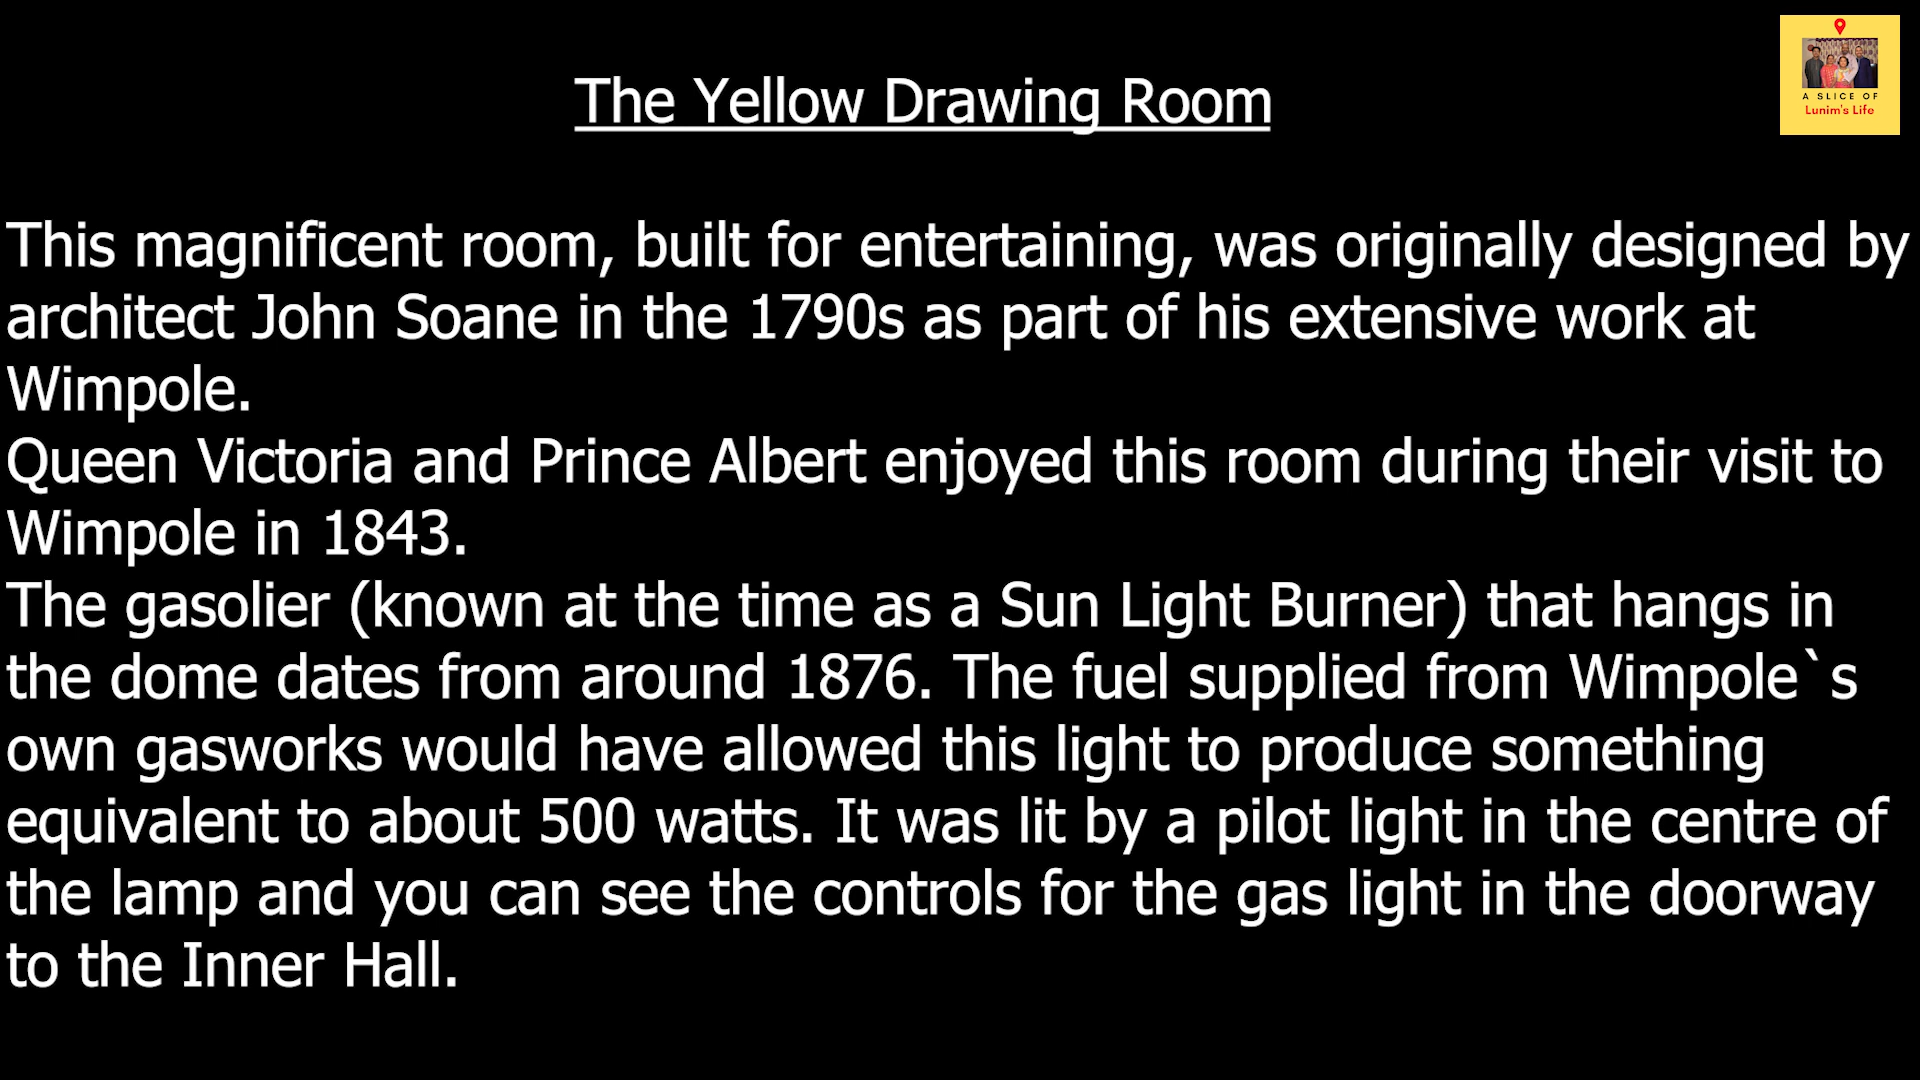 The Yellow Drawing Room
A SLICE OF
Lunim's Life
This magnificent room, built for entertaining, was originally designed by
architect John Soane in the 1790s as part of his extensive work at
Wimpole.
Queen Victoria and Prince Albert enjoyed this room during their visit to
Wimpole in 1843.
The gasolier (known at the time as a Sun Light Burner) that hangs in
the dome dates from around 1876. The fuel supplied from Wimpole`s
own gasworks would have allowed this light to produce something
equivalent to about 500 watts. It was lit by a pilot light in the centre of
the lamp and you can see the controls for the gas light in the doorway
to the Inner Hall.